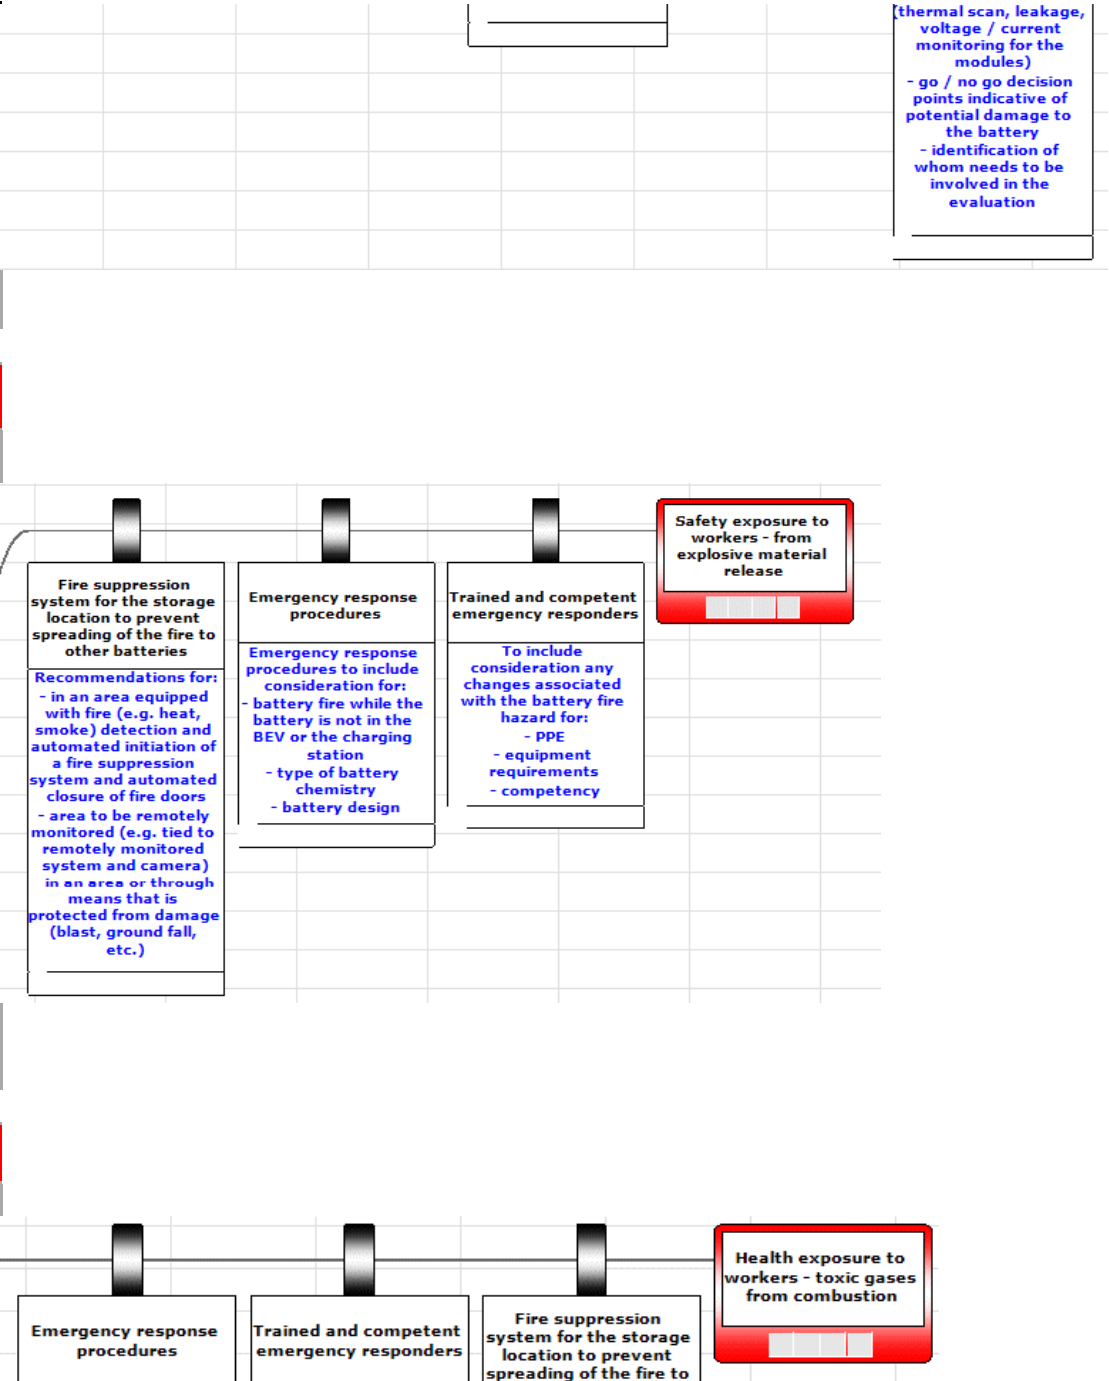 (thermal scan, leakage,
voltage / current
monitoring for the
modules)
- go / no go decision
points indicative of
potential damage to
the battery
- identification of
whom needs to be
involved in the
evaluation
Fire suppression
system for the storage
location to prevent
spreading of the fire to
other batteries
Recommendations for:
- in an area equipped
with fire (e.g. heat,
smoke) detection and
automated initiation of
a fire suppression
system and automated
closure of fire doors
- area to be remotely
monitored (e.g. tied to
remotely monitored
system and camera)
in an area or through
means that is
protected from damage
(blast, ground fall,
etc.)
Emergency response
procedures
Emergency response
procedures to include
consideration for:
- battery fire while the
battery is not in the
BEV or the charging
station
- type of battery
chemistry
- battery design
Trained and competent
emergency responders
To include
consideration any
changes associated
with the battery fire
hazard for:
- PPE
- equipment
requirements
- competency
Safety exposure to
workers - from
explosive material
release
Emergency response
procedures
Trained and competent
emergency responders
Fire suppression
system for the storage
location to prevent
spreading of the fire to
Health exposure to
workers - toxic gases
from combustion